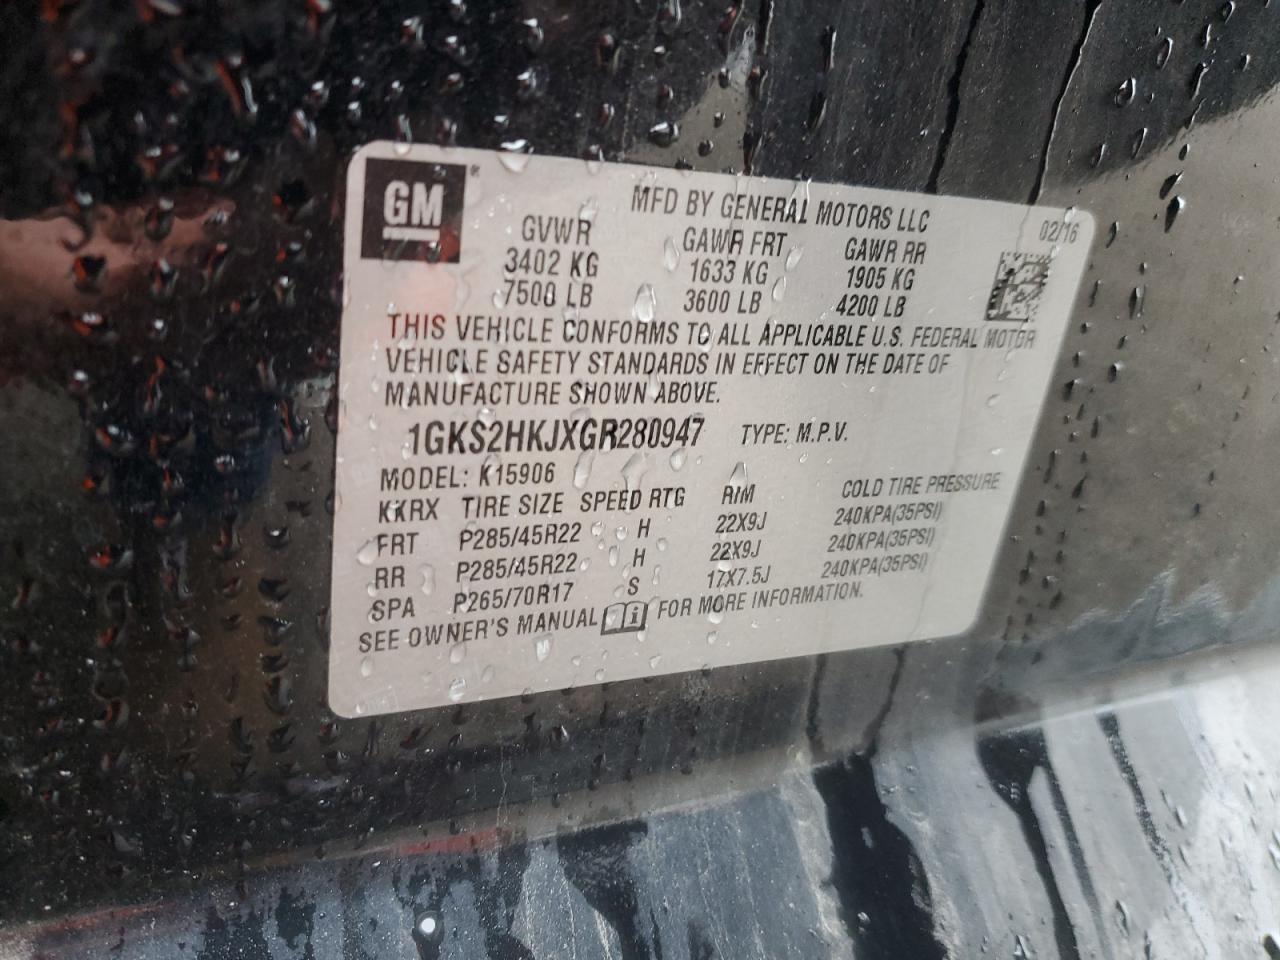 GM®
MFD BY GENERAL MOTORS LLC
02/16
GVWR GAWR FRT GAWR RR
3402 KG 1633 KG 1905 KG
7500 LB 3600 LB 4200 LB
THIS VEHICLE CONFORMS TO ALL APPLICABLE U.S. FEDERAL MOTOR
VEHICLE SAFETY STANDARDS IN EFFECT ON THE DATE OF
MANUFACTURE SHOWN ABOVE.
1GKS2HKJXGR280947 TYPE: M.P.V.
MODEL: K15906
KKRX TIRE SIZE SPEED RTG RIM COLD TIRE PRESSURE
FRT P285/45R22 H 22X9J 240KPA(35PSI)
RR P285/45R22 H 22X9J 240KPA(35PSI)
SPA P265/70R17 S 17X7.5J 240KPA(35PSI)
SEE OWNER'S MANUAL i FOR MORE INFORMATION.